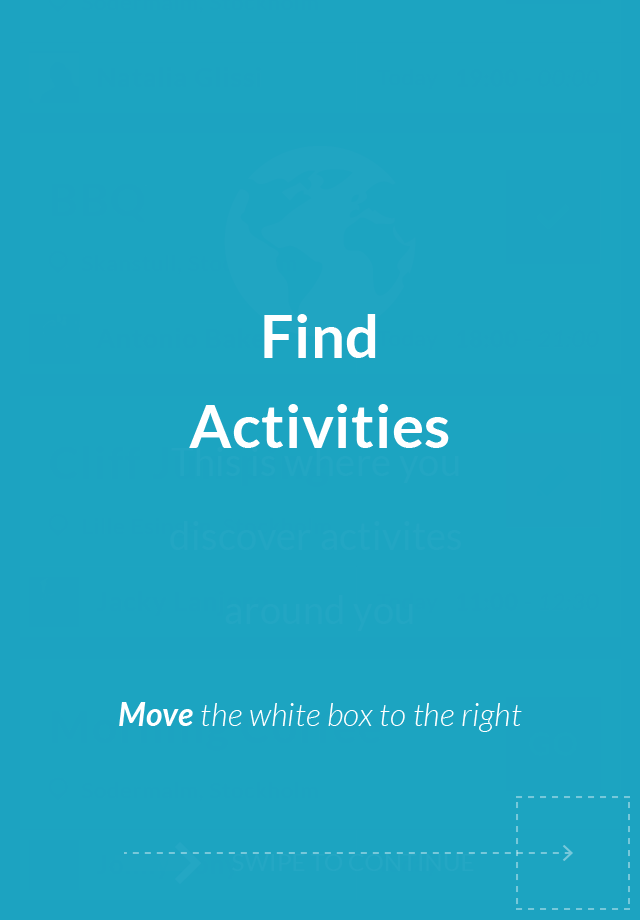 Find
Activities
This is where you
discover activites
around you
Move the white box to the right
SWIPE TO CONTINUE